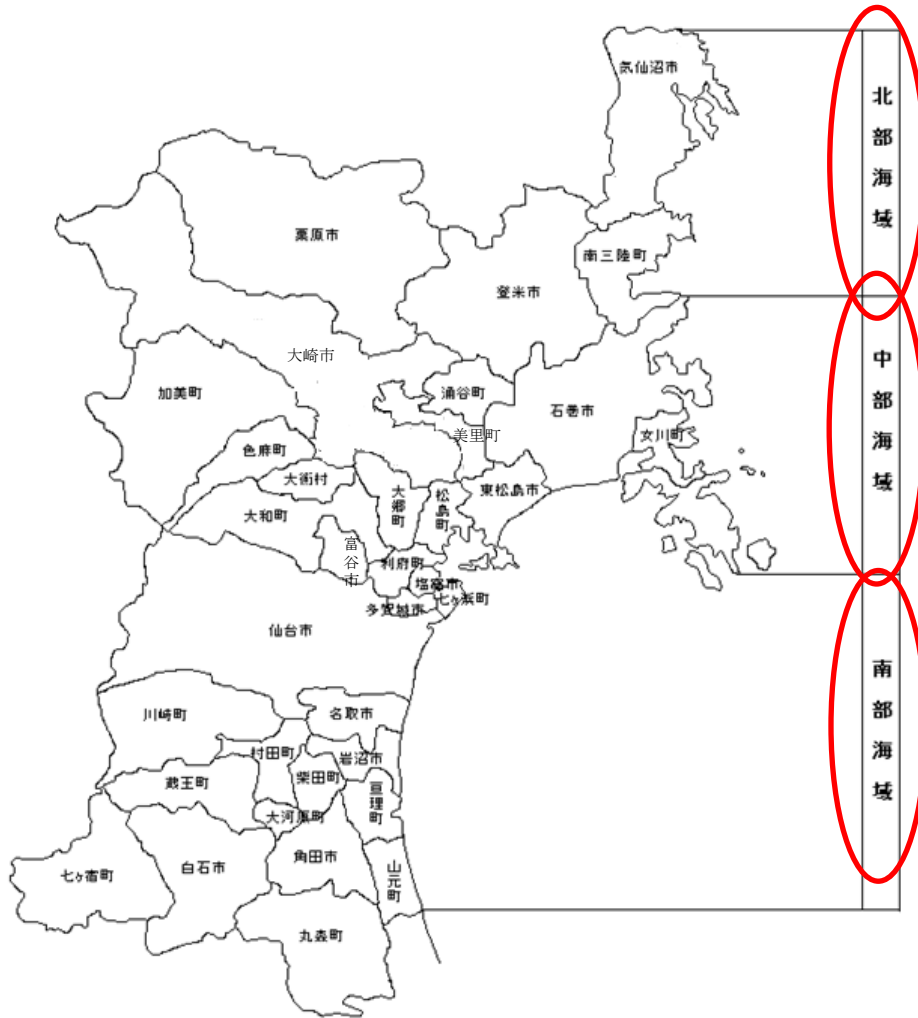 気仙沼市
北部海域
栗原市
南三陸町
登米市
大崎市
中部海域
加美町
涌谷町
石巻市
美里町
女川町
色麻町
大衡村
東松島市
大郷町
松島町
大和町
富谷市
利府町
塩竈市
七ヶ浜町
多賀城市
仙台市
南部海域
川崎町
名取市
村田町
岩沼市
柴田町
蔵王町
亘理町
大河原町
角田市
白石市
七ヶ宿町
山元町
丸森町